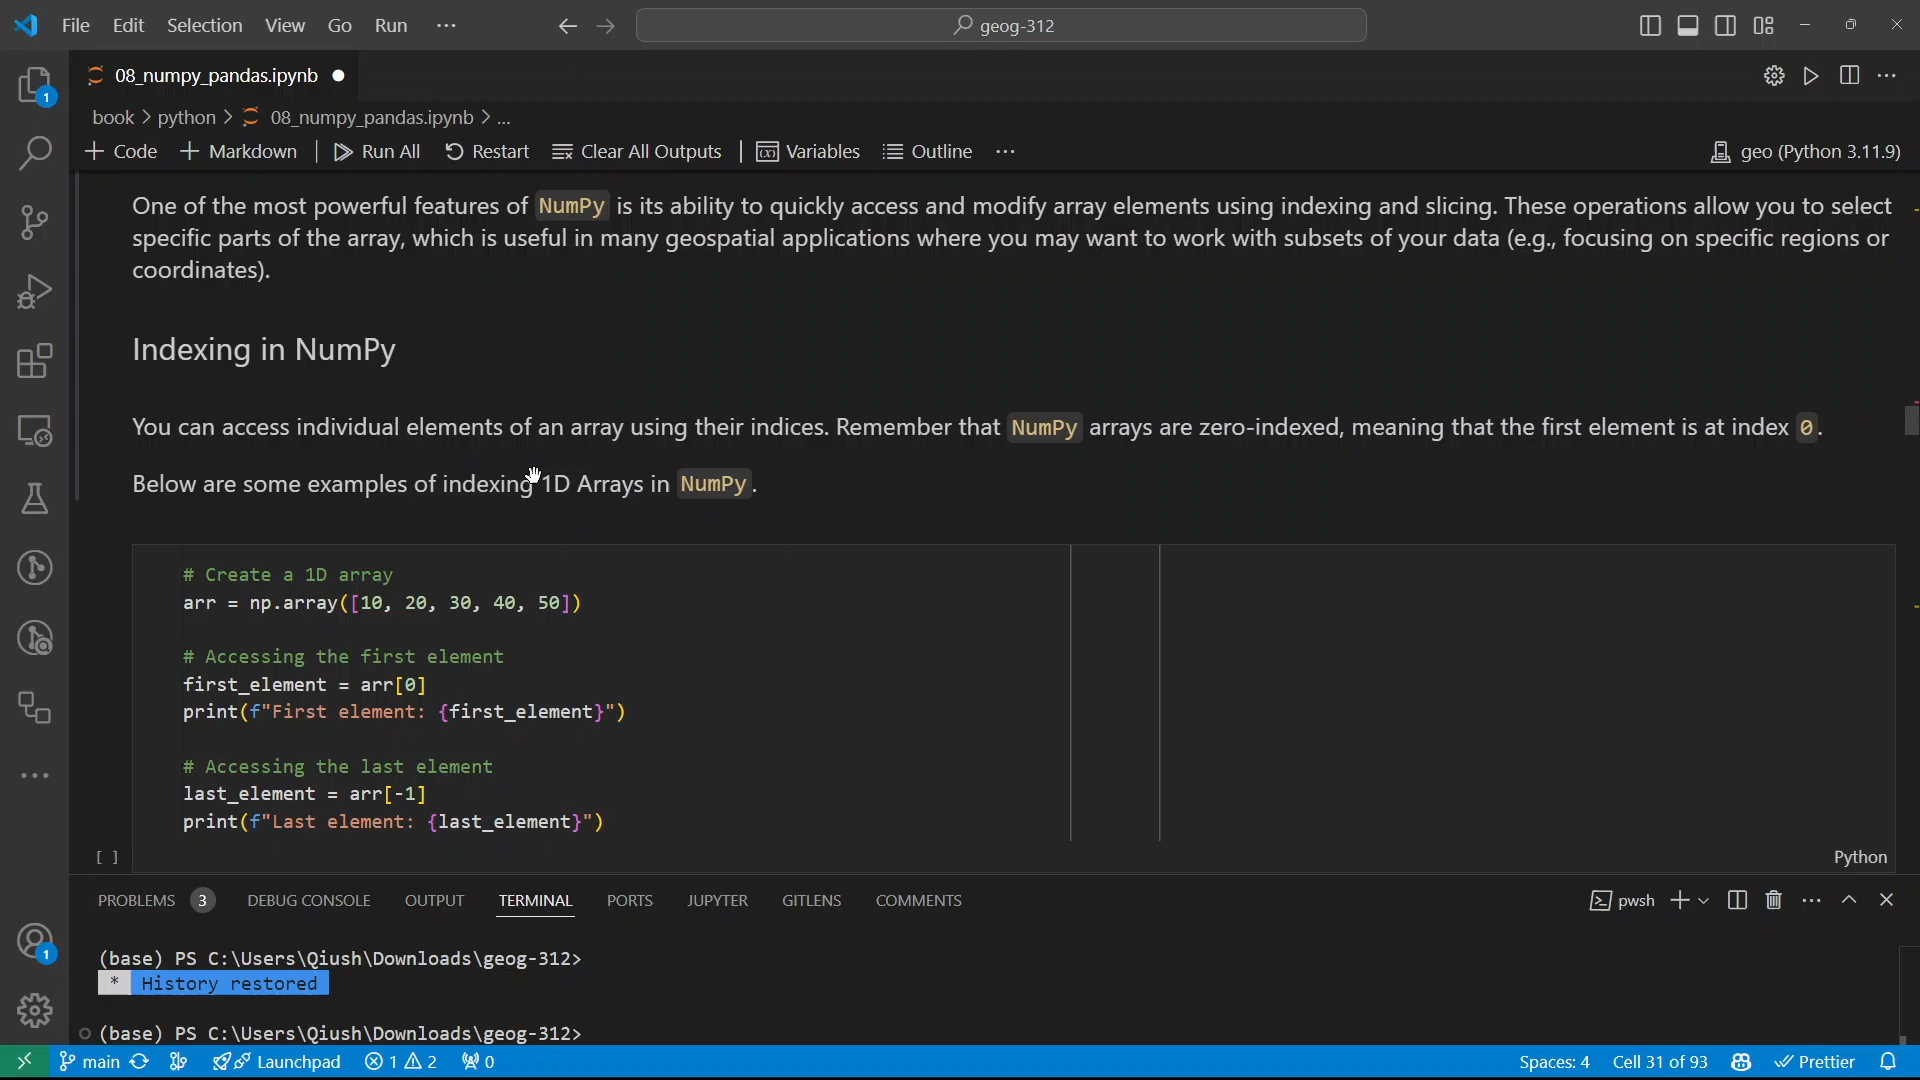 File Edit Selection View Go Run ··· geog-312
08_numpy_pandas.ipynb
1
book > python > 08_numpy_pandas.ipynb > ...
+ Code + Markdown Run All Restart Clear All Outputs Variables Outline ··· geo (Python 3.11.9)
One of the most powerful features of NumPy is its ability to quickly access and modify array elements using indexing and slicing. These operations allow you to select
specific parts of the array, which is useful in many geospatial applications where you may want to work with subsets of your data (e.g., focusing on specific regions or
coordinates).
Indexing in NumPy
You can access individual elements of an array using their indices. Remember that NumPy arrays are zero-indexed, meaning that the first element is at index 0.
Below are some examples of indexing 1D Arrays in NumPy.
# Create a 1D array
arr = np.array([10, 20, 30, 40, 50])
# Accessing the first element
first_element = arr[0]
print(f"First element: {first_element}")
# Accessing the last element
last_element = arr[-1]
print(f"Last element: {last_element}")
[ ] Python
PROBLEMS 3 DEBUG CONSOLE OUTPUT TERMINAL PORTS JUPYTER GITLENS COMMENTS pwsh
1
(base) PS C:\Users\Qiush\Downloads\geog-312>
* History restored
(base) PS C:\Users\Qiush\Downloads\geog-312>
main Launchpad 1 2 0 Spaces: 4 Cell 31 of 93 Prettier